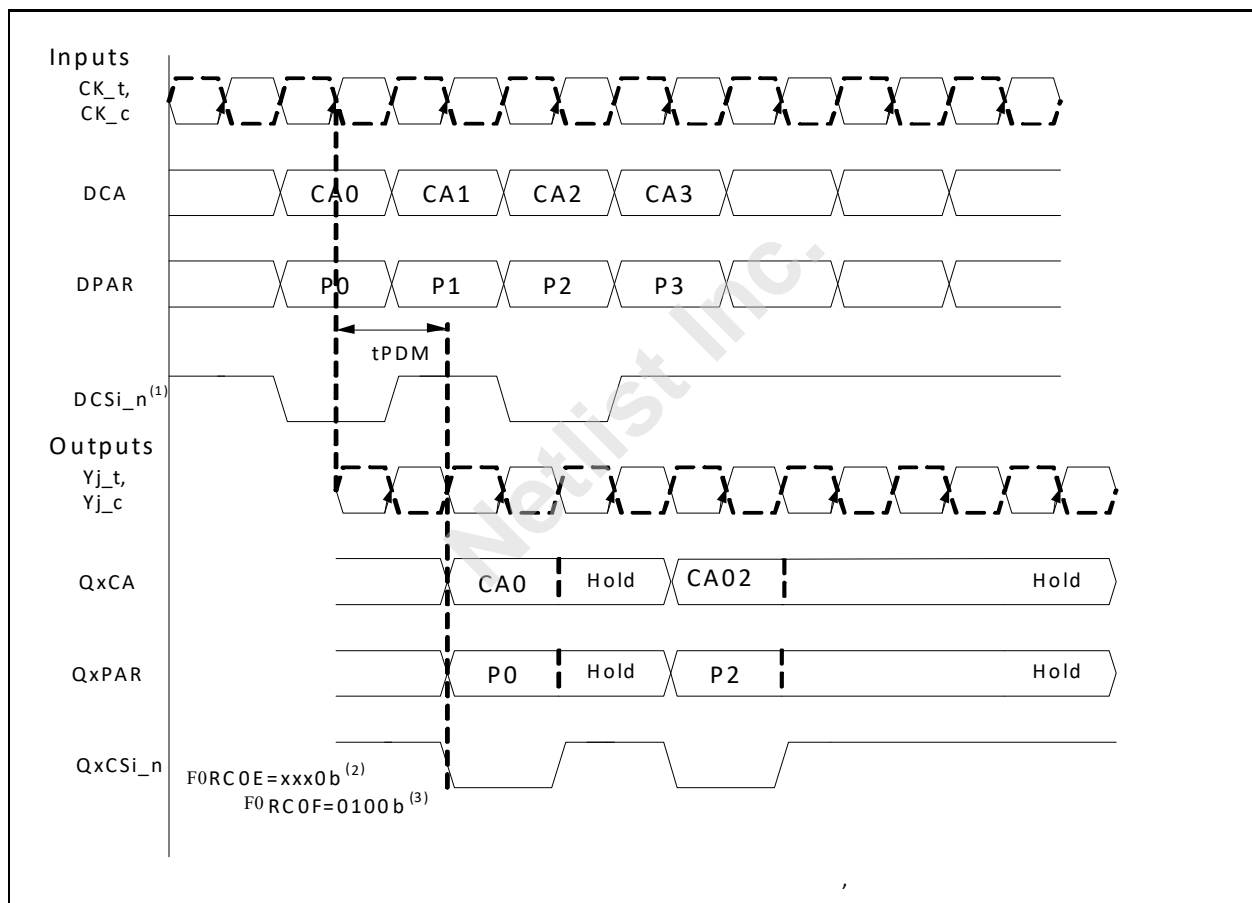 Inputs
CK_t,
CK_c
DCA CA0 CA1 CA2 CA3
DPAR P0 P1 P2 P3
tPDM
DCSi_n(1)
Outputs
Yj_t,
Yj_c
QxCA CA0 Hold CA02 Hold
QxPAR P0 Hold P2 Hold
QxCSi_n
F0RC0E=xxx0b(2)
F0RC0F=0100b(3)
,
Netlist Inc.